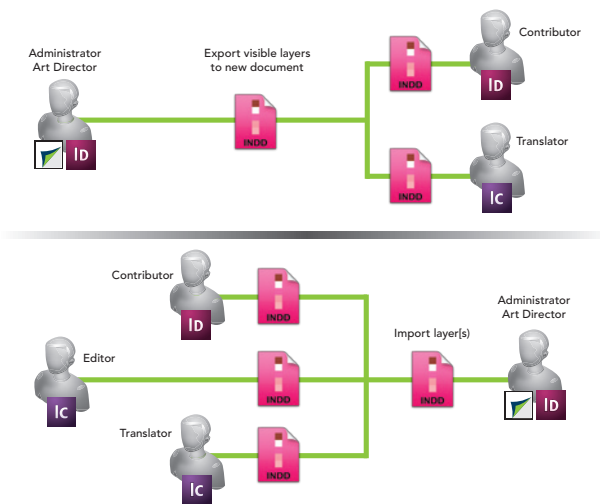 Administrator
Art Director
Export visible layers
to new document
INDD
INDD
Contributor
ID
ID
INDD
Translator
IC
Contributor
ID
INDD
Editor
IC
INDD
Translator
IC
INDD
Import layer[s]
INDD
Administrator
Art Director
ID